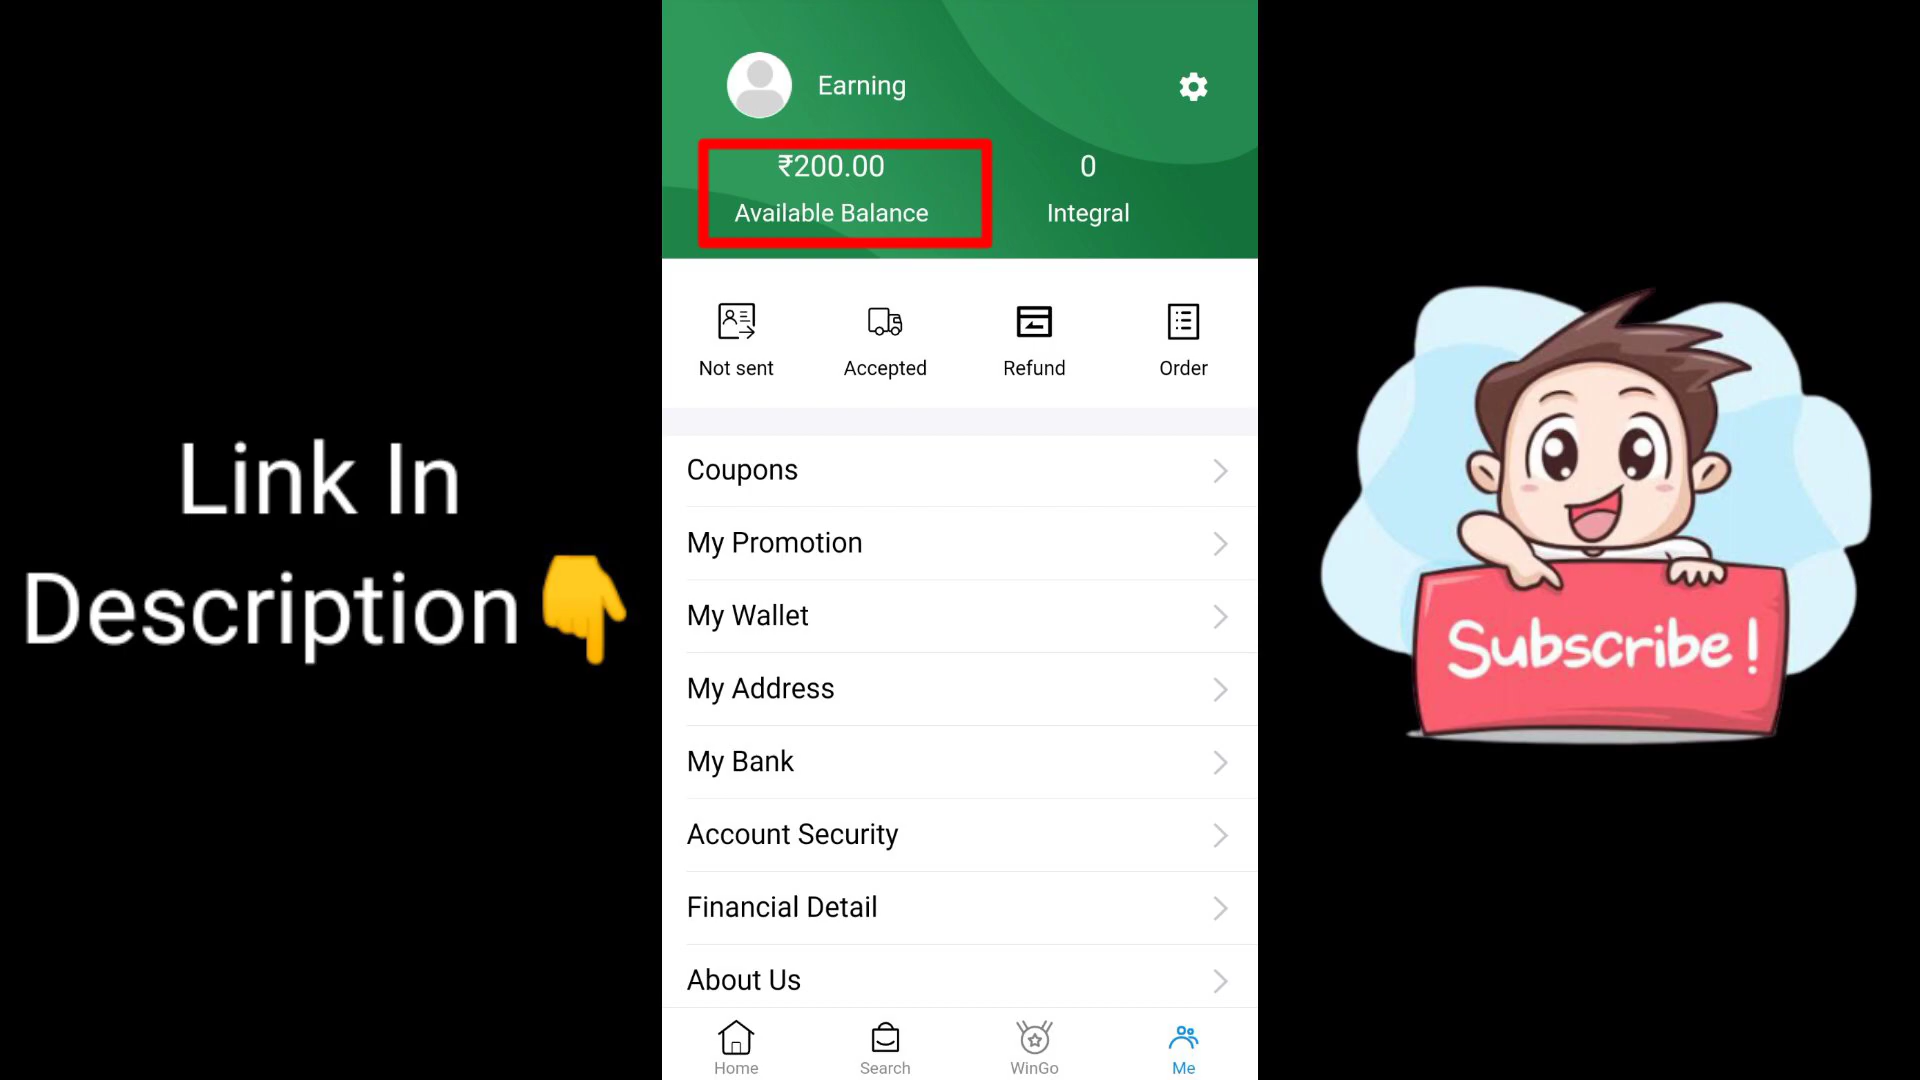 Link In
Description👇
Earning
₹200.00
Available Balance
0
Integral
Not sent
Accepted
Refund
Order
Coupons
My Promotion
My Wallet
My Address
My Bank
Account Security
Financial Detail
About Us
Home
Search
WinGo
Me
Subscribe!